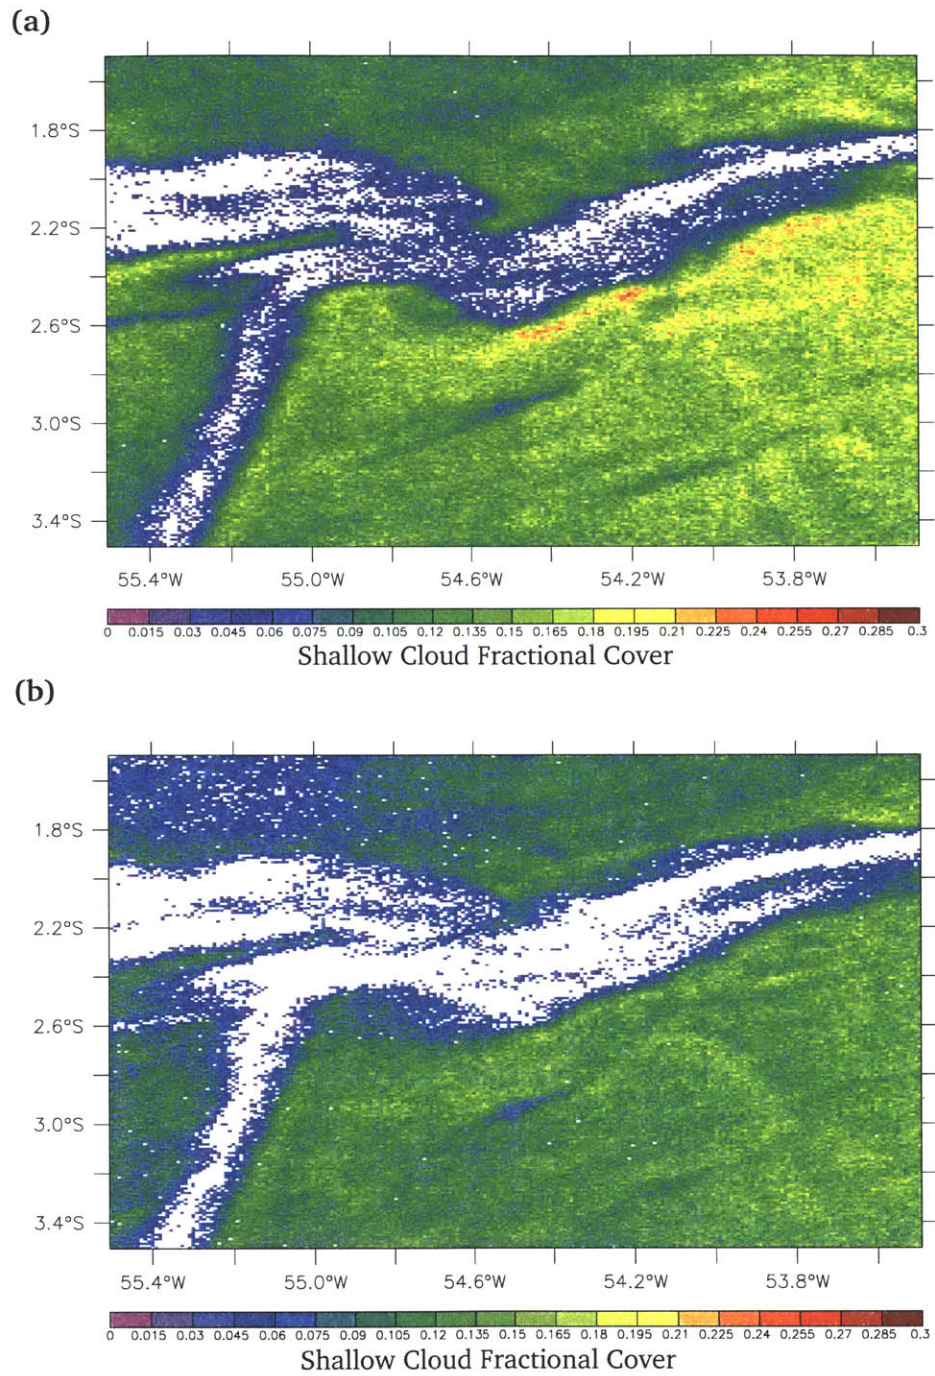 (a)
1.8°S
2.2°S
2.6°S
3.0°S
3.4°S
55.4°W 55.0°W 54.6°W 54.2°W 53.8°W
0 0.015 0.03 0.045 0.06 0.075 0.09 0.105 0.12 0.135 0.15 0.165 0.18 0.195 0.21 0.225 0.24 0.255 0.27 0.285 0.3
Shallow Cloud Fractional Cover
(b)
1.8°S
2.2°S
2.6°S
3.0°S
3.4°S
55.4°W 55.0°W 54.6°W 54.2°W 53.8°W
0 0.015 0.03 0.045 0.06 0.075 0.09 0.105 0.12 0.135 0.15 0.165 0.18 0.195 0.21 0.225 0.24 0.255 0.27 0.285 0.3
Shallow Cloud Fractional Cover